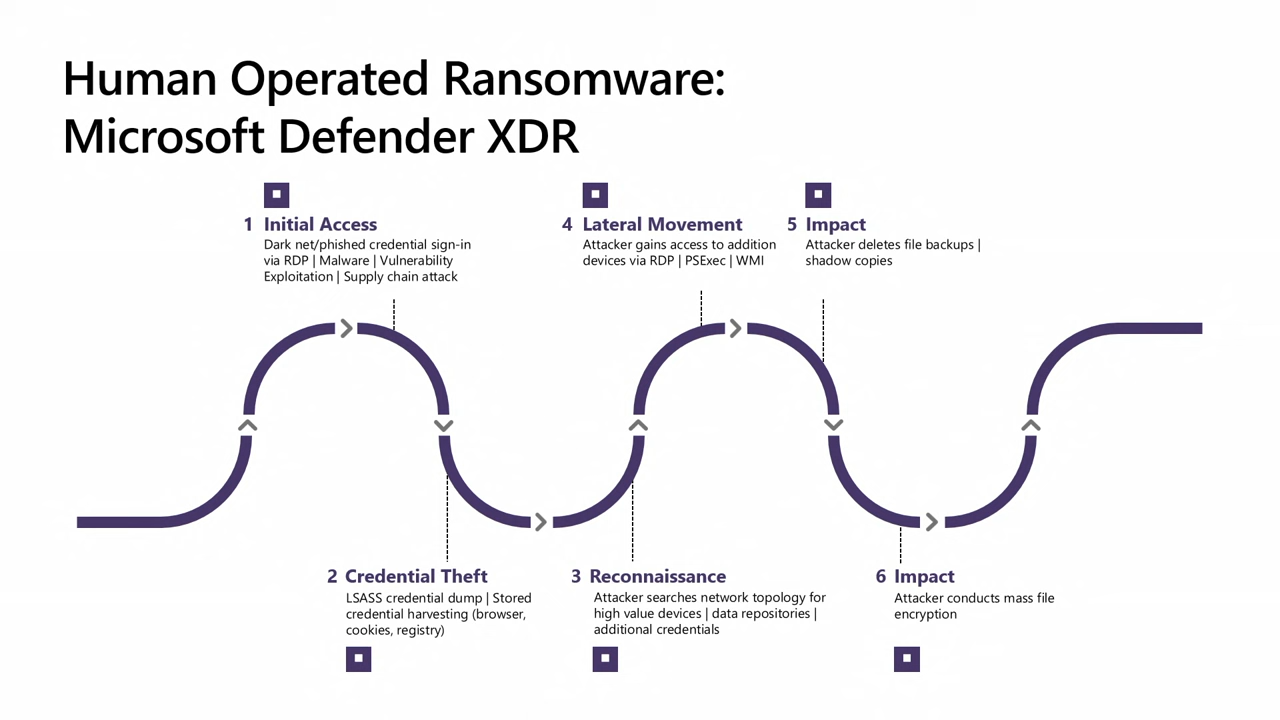 Human Operated Ransomware:
Microsoft Defender XDR
1 Initial Access
Dark net/phished credential sign-in
via RDP | Malware | Vulnerability
Exploitation | Supply chain attack
4 Lateral Movement
Attacker gains access to addition
devices via RDP | PSExec | WMI
5 Impact
Attacker deletes file backups |
shadow copies
2 Credential Theft
LSASS credential dump | Stored
credential harvesting (browser,
cookies, registry)
3 Reconnaissance
Attacker searches network topology for
high value devices | data repositories |
additional credentials
6 Impact
Attacker conducts mass file
encryption